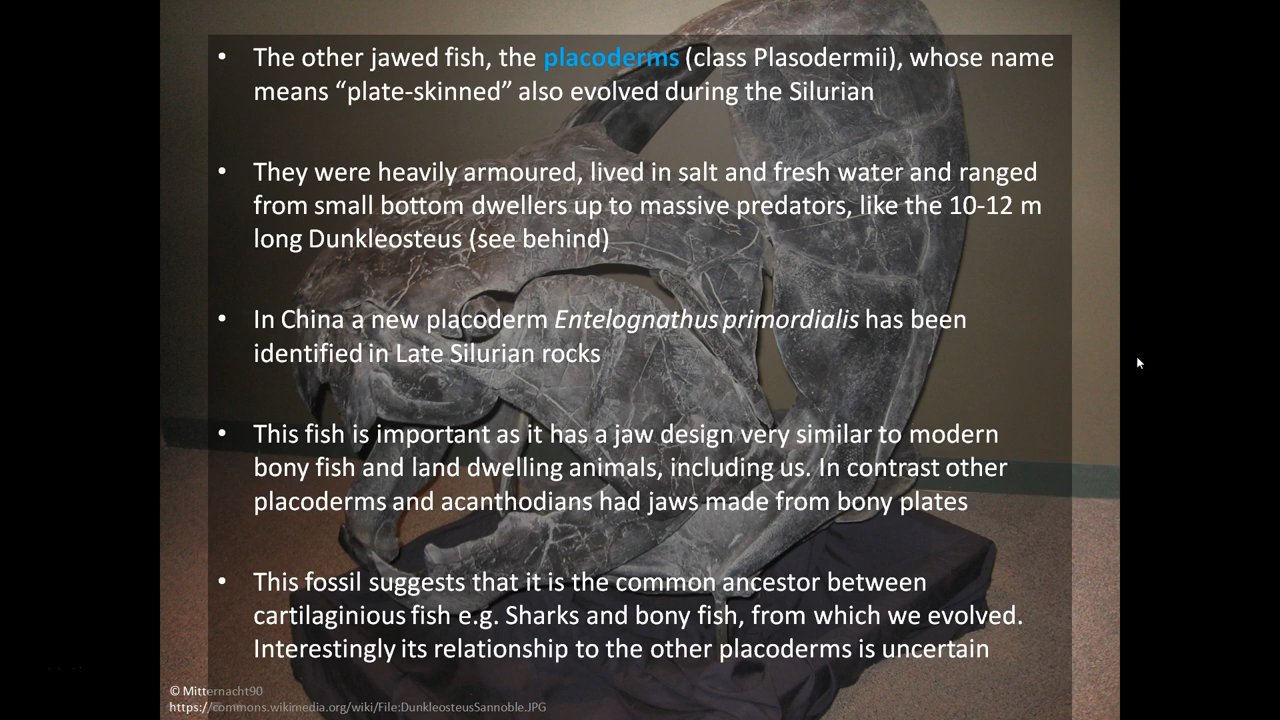 • The other jawed fish, the placoderms (class Plasodermii), whose name
means “plate-skinned” also evolved during the Silurian
• They were heavily armoured, lived in salt and fresh water and ranged
from small bottom dwellers up to massive predators, like the 10-12 m
long Dunkleosteus (see behind)
• In China a new placoderm Entelognathus primordialis has been
identified in Late Silurian rocks
• This fish is important as it has a jaw design very similar to modern
bony fish and land dwelling animals, including us. In contrast other
placoderms and acanthodians had jaws made from bony plates
• This fossil suggests that it is the common ancestor between
cartilaginious fish e.g. Sharks and bony fish, from which we evolved.
Interestingly its relationship to the other placoderms is uncertain
© Mitternacht90
https://commons.wikimedia.org/wiki/File:DunkleosteusSannoble.JPG